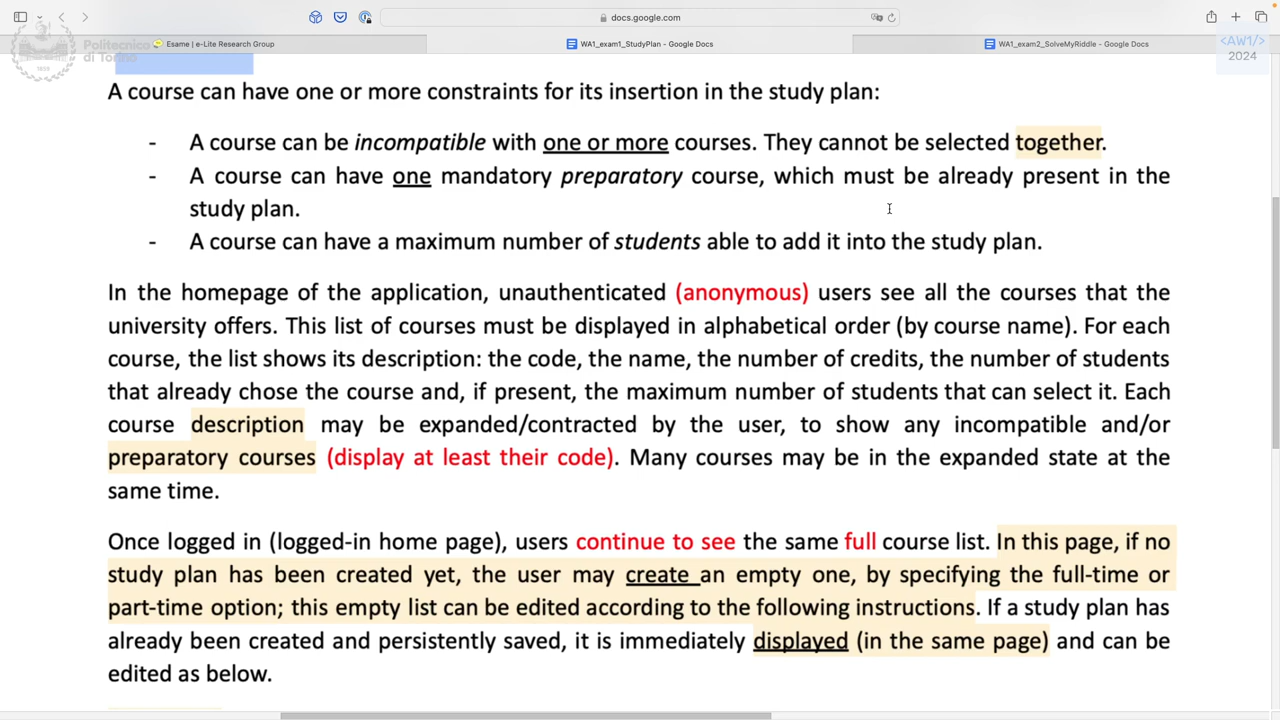 docs.google.com
Esame | e-Lite Research Group
WA1_exam1_StudyPlan - Google Docs
WA1_exam2_SolveMyRiddle - Google Docs
Politecnico
di Torino
1859
<AW1/>
2024
A course can have one or more constraints for its insertion in the study plan:
- A course can be incompatible with one or more courses. They cannot be selected together.
- A course can have one mandatory preparatory course, which must be already present in the
study plan.
- A course can have a maximum number of students able to add it into the study plan.
In the homepage of the application, unauthenticated (anonymous) users see all the courses that the
university offers. This list of courses must be displayed in alphabetical order (by course name). For each
course, the list shows its description: the code, the name, the number of credits, the number of students
that already chose the course and, if present, the maximum number of students that can select it. Each
course description may be expanded/contracted by the user, to show any incompatible and/or
preparatory courses (display at least their code). Many courses may be in the expanded state at the
same time.
Once logged in (logged-in home page), users continue to see the same full course list. In this page, if no
study plan has been created yet, the user may create an empty one, by specifying the full-time or
part-time option; this empty list can be edited according to the following instructions. If a study plan has
already been created and persistently saved, it is immediately displayed (in the same page) and can be
edited as below.